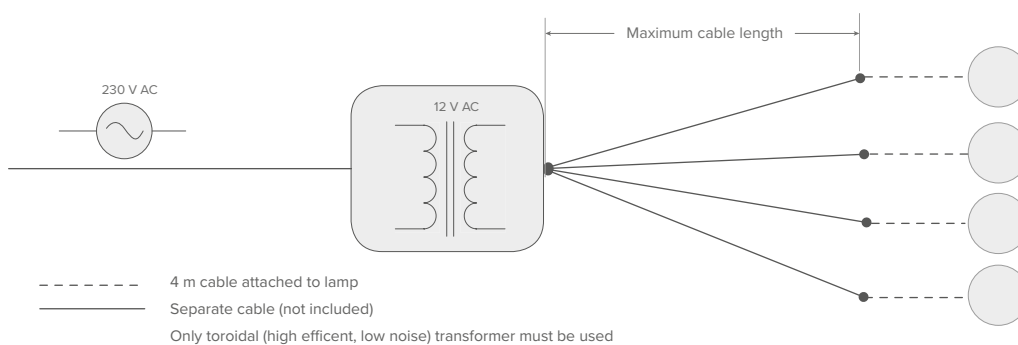 Maximum cable length
230 V AC
12 V AC
4 m cable attached to lamp
Separate cable (not included)
Only toroidal (high efficent, low noise) transformer must be used